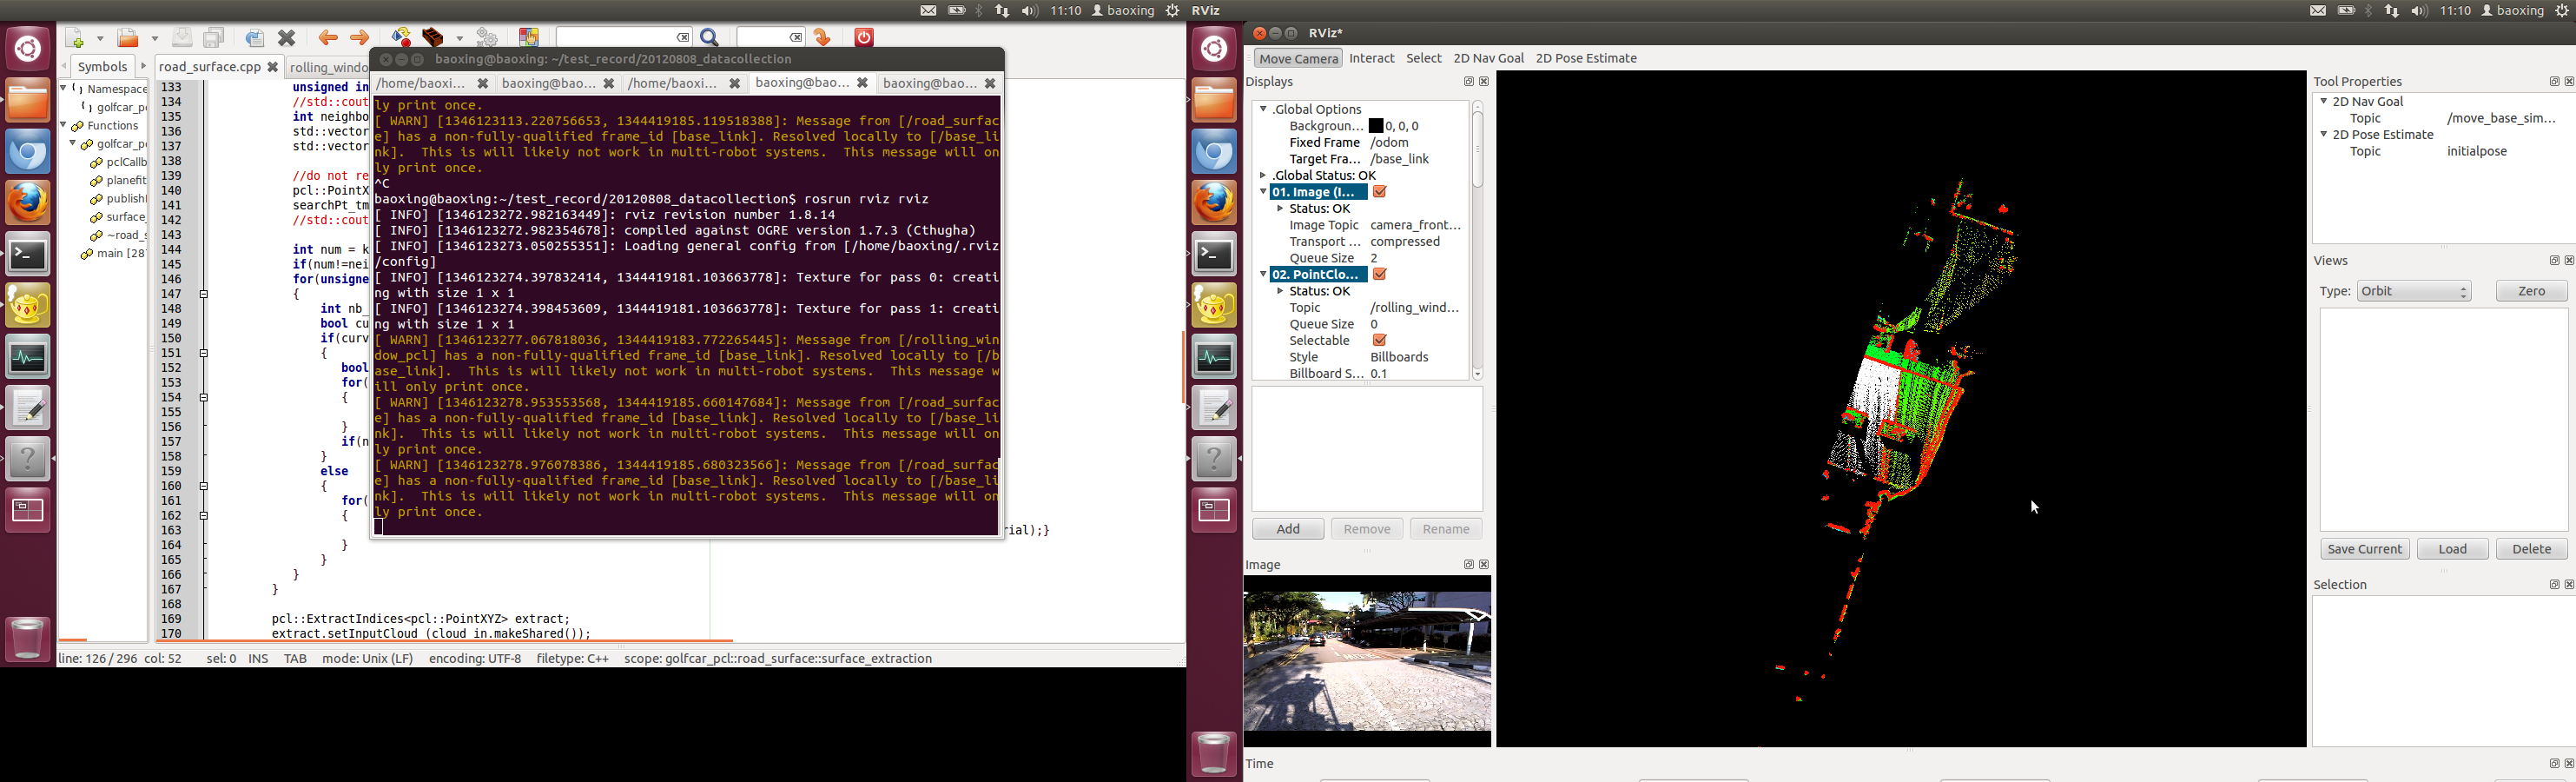 11:10 baoxing
RViz
11:10 baoxing
Symbols
road_surface.cpp
rolling_windo
Namespace
golfcar_pc
Functions
golfcar_pc
pclCallb
planefit
publishI
surface_
~road_s
main [287
133 unsigned in
134 //std::cout
135 int neighbo
136 std::vector
137 std::vector
138
139 //do not re
140 pcl::PointX
141 searchPt_tm
142 //std::cout
143
144 int num = k
145 if(num!=nei
146 for(unsigne
147 {
148 int nb_
149 bool cu
150 if(curv
151 {
152 bool
153 for(
154 {
155
156 }
157 if(n
158 }
159 else
160 {
161 for(
162 {
163 ial);}
164 }
165 }
166 }
167 }
168
169 pcl::ExtractIndices<pcl::PointXYZ> extract;
170 extract.setInputCloud (cloud_in.makeShared());
line: 126 / 296 col: 52 sel: 0 INS TAB mode: Unix (LF) encoding: UTF-8 filetype: C++ scope: golfcar_pcl::road_surface::surface_extraction
baoxing@baoxing: ~/test_record/20120808_datacollection
/home/baoxi...
baoxing@bao...
/home/baoxi...
baoxing@bao...
baoxing@bao...
ly print once.
[ WARN] [1346123113.220756653, 1344419185.119518388]: Message from [/road_surfac
e] has a non-fully-qualified frame_id [base_link]. Resolved locally to [/base_li
nk].  This is will likely not work in multi-robot systems.  This message will on
ly print once.
^C
baoxing@baoxing:~/test_record/20120808_datacollection$ rosrun rviz rviz
[ INFO] [1346123272.982163449]: rviz revision number 1.8.14
[ INFO] [1346123272.982354678]: compiled against OGRE version 1.7.3 (Cthugha)
[ INFO] [1346123273.050255351]: Loading general config from [/home/baoxing/.rviz
/config]
[ INFO] [1346123274.397832414, 1344419181.103663778]: Texture for pass 0: creati
ng with size 1 x 1
[ INFO] [1346123274.398453609, 1344419181.103663778]: Texture for pass 1: creati
ng with size 1 x 1
[ WARN] [1346123277.067818036, 1344419183.772265445]: Message from [/rolling_win
dow_pcl] has a non-fully-qualified frame_id [base_link]. Resolved locally to [/b
ase_link].  This is will likely not work in multi-robot systems.  This message w
ill only print once.
[ WARN] [1346123278.953553568, 1344419185.660147684]: Message from [/road_surfac
e] has a non-fully-qualified frame_id [base_link]. Resolved locally to [/base_li
nk].  This is will likely not work in multi-robot systems.  This message will on
ly print once.
[ WARN] [1346123278.976078386, 1344419185.680323566]: Message from [/road_surfac
e] has a non-fully-qualified frame_id [base_link]. Resolved locally to [/base_li
nk].  This is will likely not work in multi-robot systems.  This message will on
ly print once.
RViz*
Move Camera Interact Select 2D Nav Goal 2D Pose Estimate
Displays
.Global Options
Backgroun... 0, 0, 0
Fixed Frame /odom
Target Fra... /base_link
.Global Status: OK
01. Image (I...
Status: OK
Image Topic camera_front...
Transport ... compressed
Queue Size 2
02. PointClo...
Status: OK
Topic /rolling_wind...
Queue Size 0
Selectable
Style Billboards
Billboard S... 0.1
Add Remove Rename
Image
Time
Tool Properties
2D Nav Goal
Topic /move_base_sim...
2D Pose Estimate
Topic initialpose
Views
Type: Orbit Zero
Save Current Load Delete
Selection